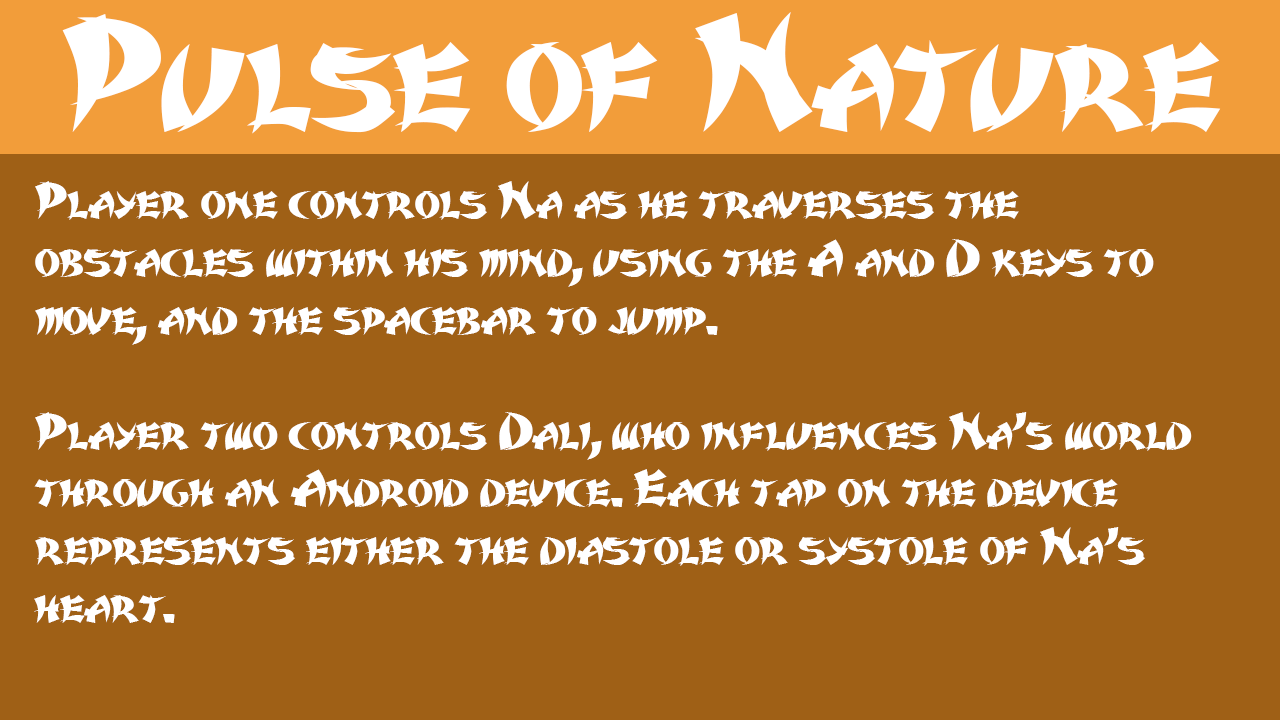 Pulse of Nature
Player one controls Na as he traverses the
obstacles within his mind, using the A and D keys to
move, and the spacebar to jump.
Player two controls Dali, who influences Na's world
through an Android device. Each tap on the device
represents either the diastole or systole of Na's
heart.